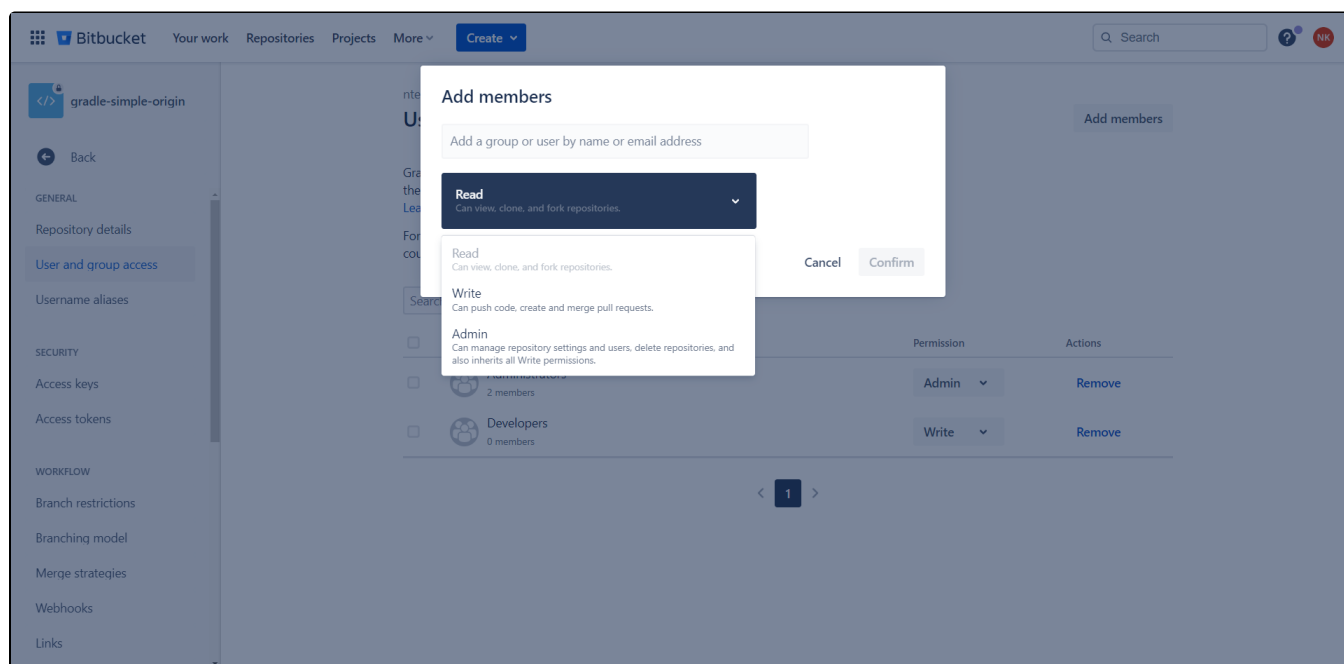 Bitbucket
Your work
Repositories
Projects
More
Create
Search
NK
gradle-simple-origin
Back
GENERAL
Repository details
User and group access
Username aliases
SECURITY
Access keys
Access tokens
WORKFLOW
Branch restrictions
Branching model
Merge strategies
Webhooks
Links
Add members
Add members
Add a group or user by name or email address
Read
Can view, clone, and fork repositories.
Read
Can view, clone, and fork repositories.
Write
Can push code, create and merge pull requests.
Admin
Can manage repository settings and users, delete repositories, and
also inherits all Write permissions.
Cancel
Confirm
Permission
Actions
Administrators
2 members
Admin
Remove
Developers
0 members
Write
Remove
1